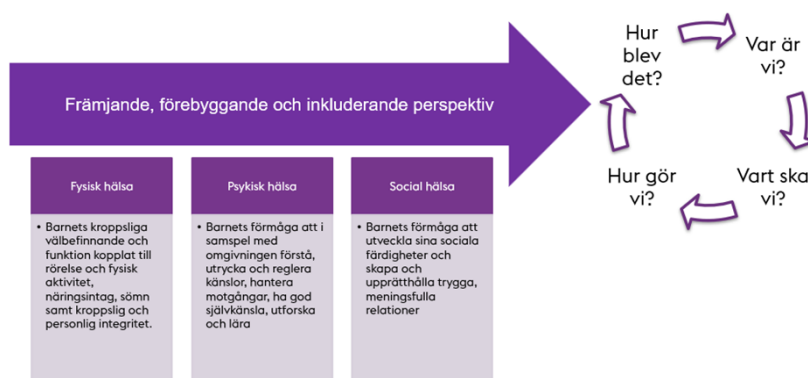 Främjande, förebyggande och inkluderande perspektiv
Fysisk hälsa
• Barnets kroppsliga
välbefinnande och
funktion kopplat till
rörelse och fysisk
aktivitet,
näringsintag, sömn
samt kroppslig och
personlig integritet.
Psykisk hälsa
• Barnets förmåga att i
samspel med
omgivningen förstå,
utrycka och reglera
känslor, hantera
motgångar, ha god
självkänsla, utforska
och lära
Social hälsa
• Barnets förmåga att
utveckla sina sociala
färdigheter och
skapa och
upprätthålla trygga,
meningsfulla
relationer
Hur
blev
det?
Var är
vi?
Vart ska
vi?
Hur gör
vi?